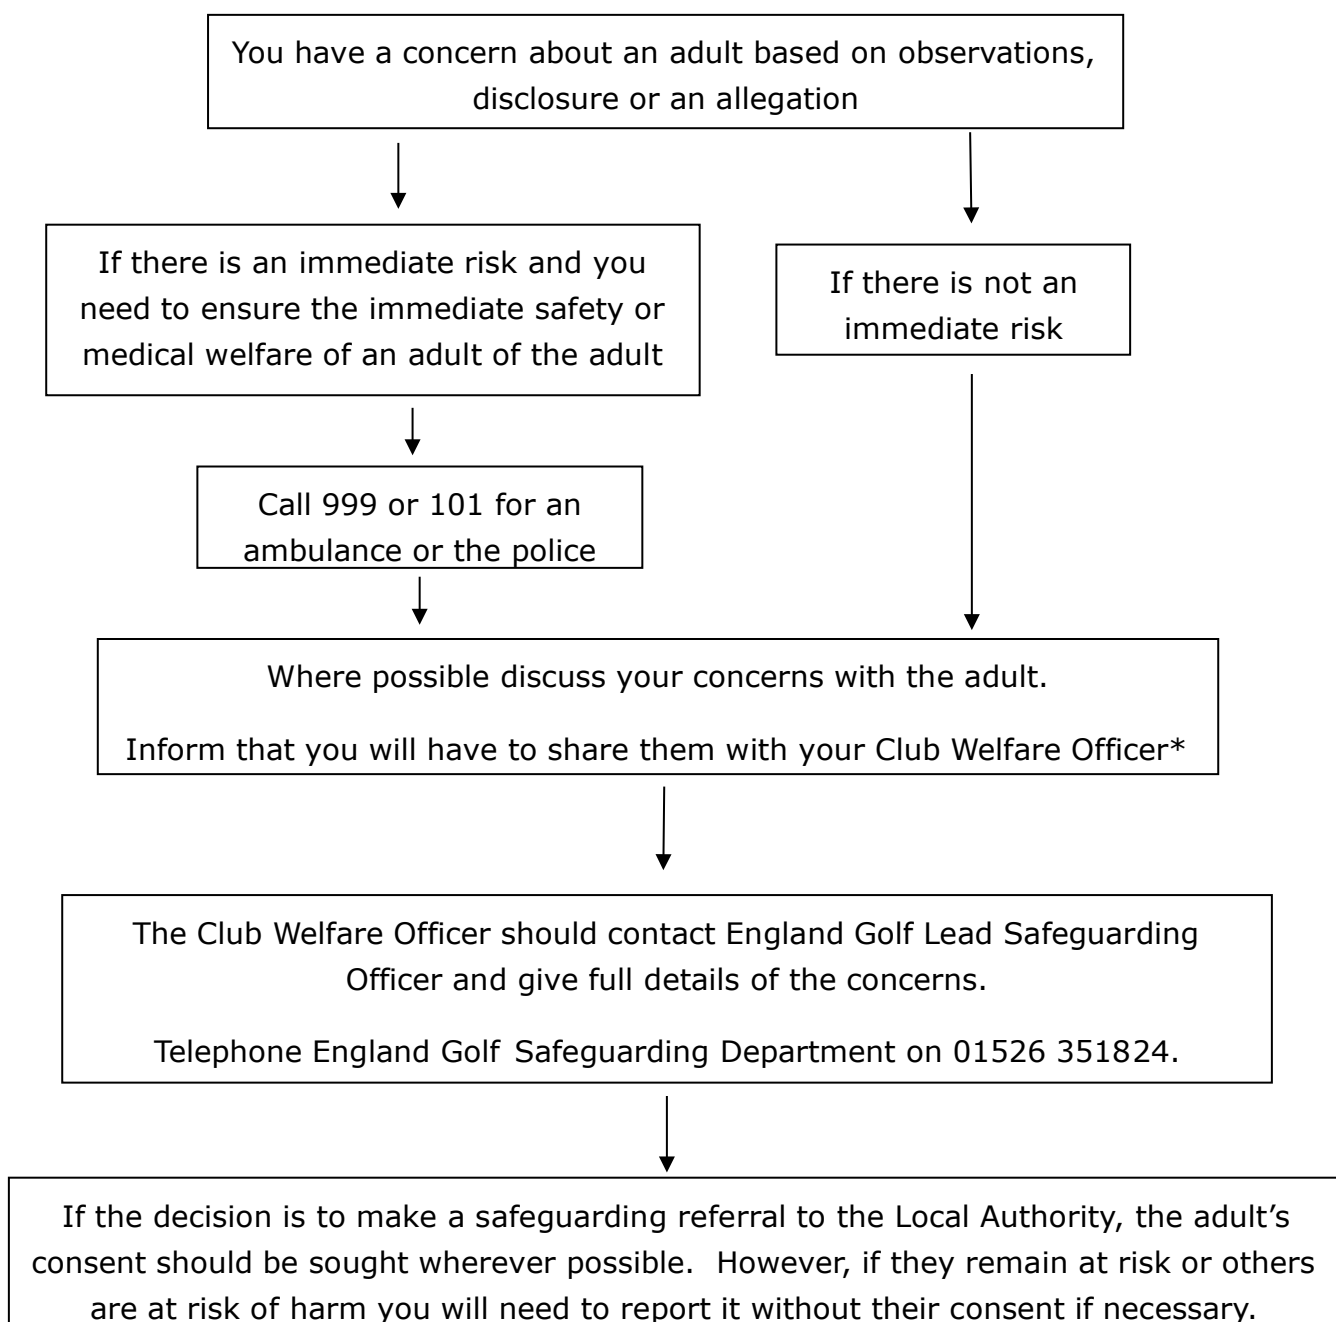 You have a concern about an adult based on observations,
disclosure or an allegation
If there is an immediate risk and you
need to ensure the immediate safety or
medical welfare of an adult of the adult
If there is not an
immediate risk
Call 999 or 101 for an
ambulance or the police
Where possible discuss your concerns with the adult.
Inform that you will have to share them with your Club Welfare Officer*
The Club Welfare Officer should contact England Golf Lead Safeguarding
Officer and give full details of the concerns.
Telephone England Golf Safeguarding Department on 01526 351824.
If the decision is to make a safeguarding referral to the Local Authority, the adult’s
consent should be sought wherever possible.  However, if they remain at risk or others
are at risk of harm you will need to report it without their consent if necessary.